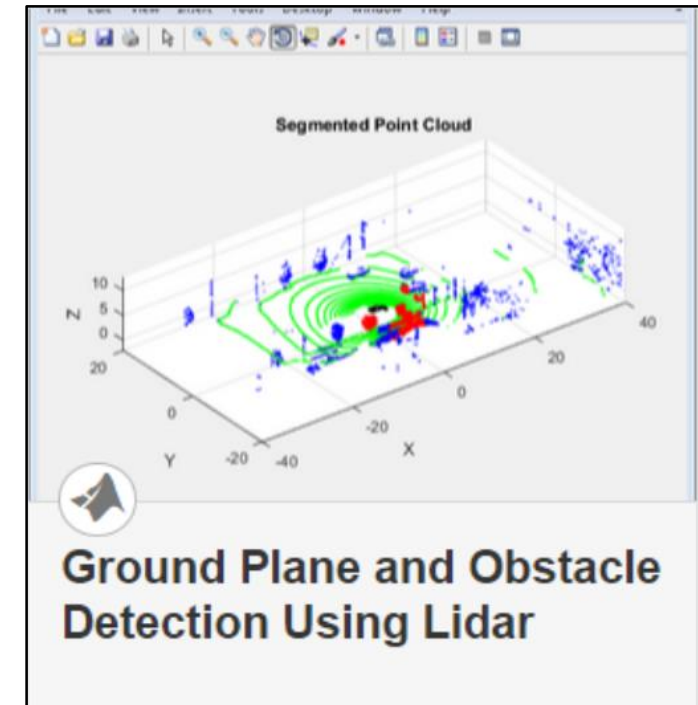 Segmented Point Cloud
10
5
0
Z
20
0
-20
Y
-40
-20
0
20
40
X
Ground Plane and Obstacle
Detection Using Lidar